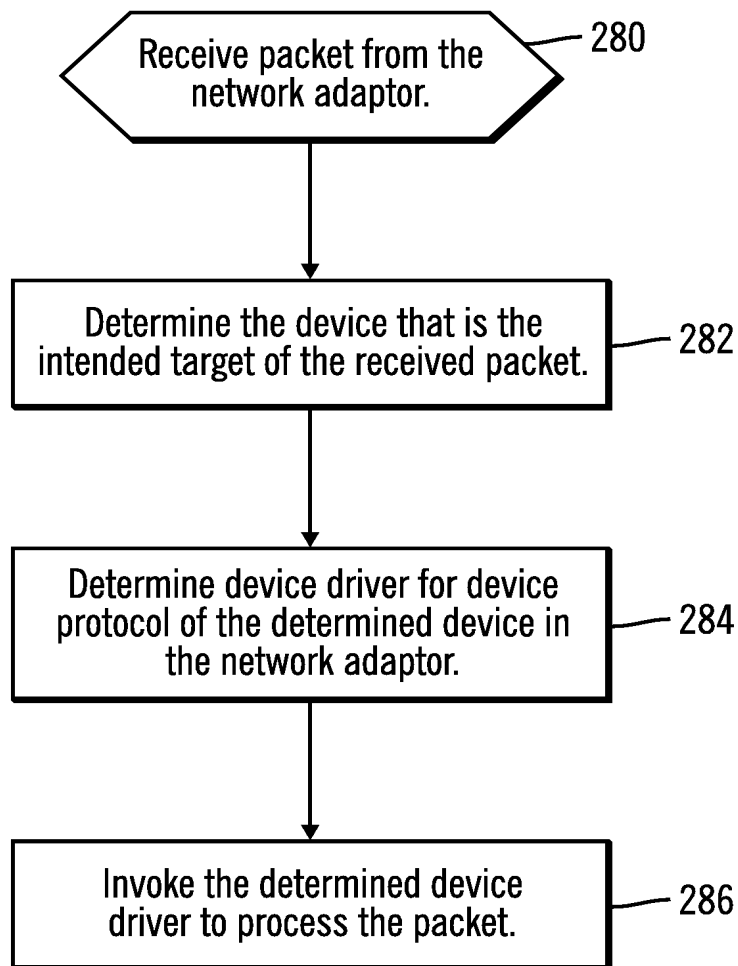 Receive packet from the
network adaptor.
280
Determine the device that is the
intended target of the received packet.
282
Determine device driver for device
protocol of the determined device in
the network adaptor.
284
Invoke the determined device
driver to process the packet.
286